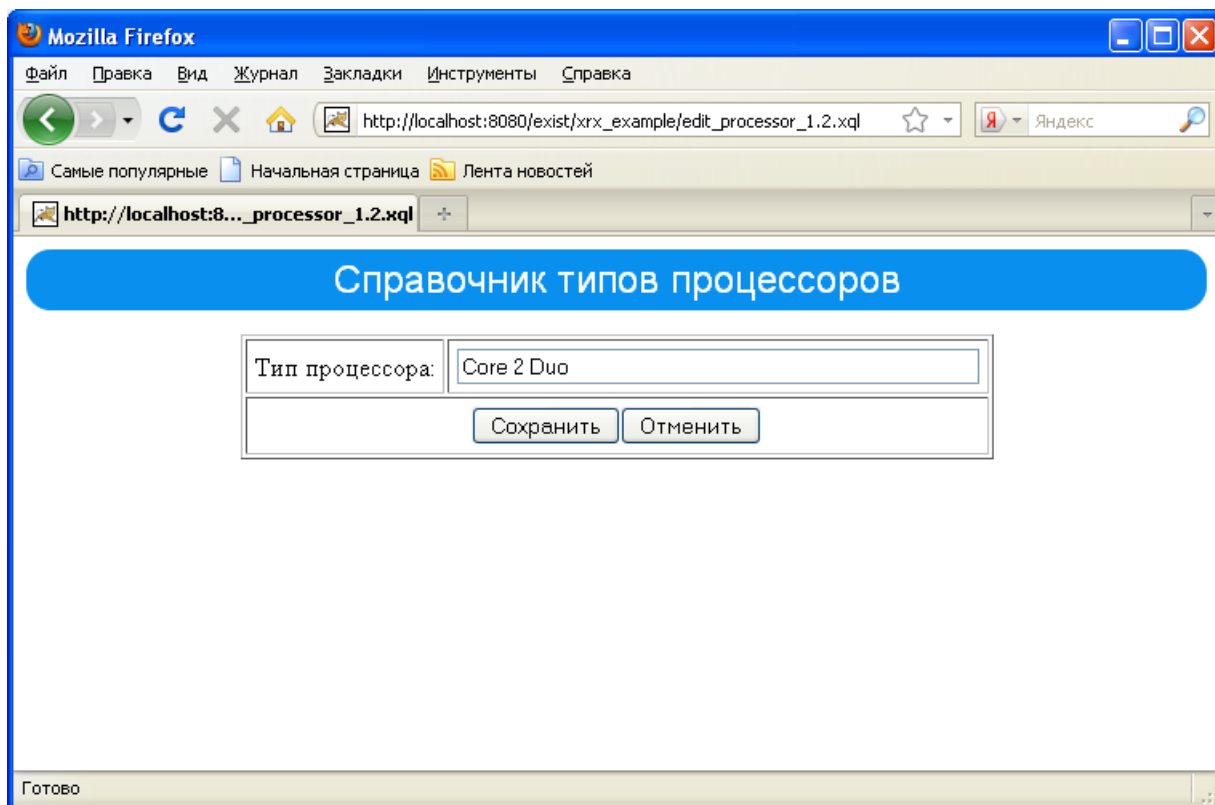 Mozilla Firefox
Файл Правка Вид Журнал Закладки Инструменты Справка
http://localhost:8080/exist/xrx_example/edit_processor_1.2.xql Я Яндекс
Самые популярные Начальная страница Лента новостей
http://localhost:8..._processor_1.2.xql
Справочник типов процессоров
Тип процессора: Core 2 Duo
Сохранить Отменить
Готово